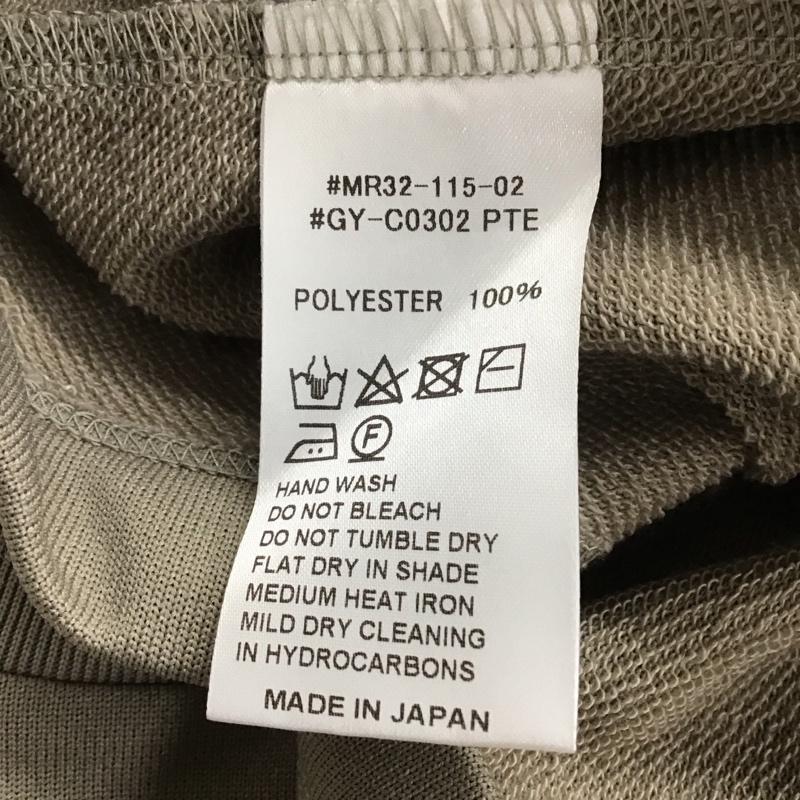 #MR32-115-02
#GY-C0302 PTE
POLYESTER 100%
F
HAND WASH
DO NOT BLEACH
DO NOT TUMBLE DRY
FLAT DRY IN SHADE
MEDIUM HEAT IRON
MILD DRY CLEANING
IN HYDROCARBONS
MADE IN JAPAN